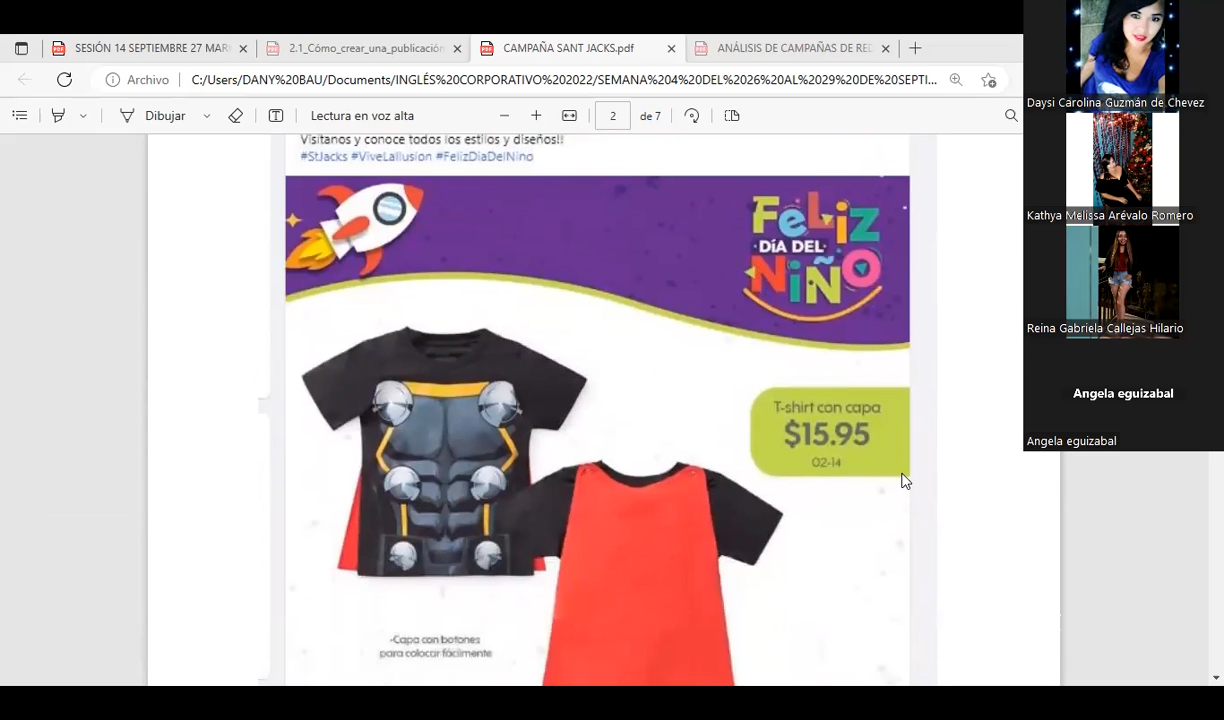 SESIÓN 14 SEPTIEMBRE 27 MAR
2.1_Cómo_crear_una_publicación
CAMPAÑA SANT JACKS.pdf
ANÁLISIS DE CAMPAÑAS DE RED
Archivo
C:/Users/DANY%20BAU/Documents/INGLÉS%20CORPORATIVO%202022/SEMANA%204%20DEL%2026%20AL%2029%20DE%20SEPTI...
Dibujar
Lectura en voz alta
2 de 7
Visítanos y conoce todos los estilos y diseños!!
#StJacks #ViveLaIlusion #FelizDiaDelNino
FELIZ
DÍA DEL
NIÑO
T-shirt con capa
$15.95
02-14
-Capa con botones
para colocar fácilmente
Daysi Carolina Guzmán de Chevez
Kathya Melissa Arévalo Romero
Reina Gabriela Callejas Hilario
Angela eguizabal
Angela eguizabal